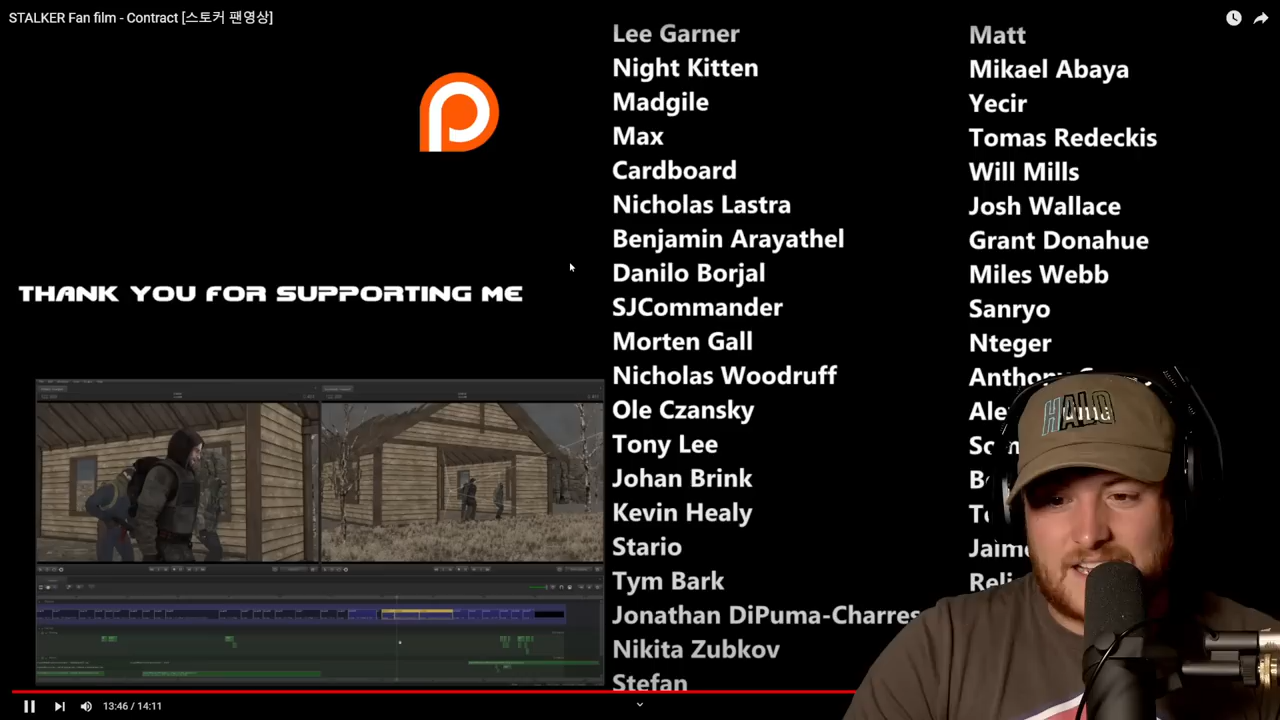 STALKER Fan film - Contract [스토커 팬영상]
THANK YOU FOR SUPPORTING ME
Lee Garner
Night Kitten
Madgile
Max
Cardboard
Nicholas Lastra
Benjamin Arayathel
Danilo Borjal
SJCommander
Morten Gall
Nicholas Woodruff
Ole Czansky
Tony Lee
Johan Brink
Kevin Healy
Stario
Tym Bark
Jonathan DiPuma-Charres
Nikita Zubkov
Stefan
Matt
Mikael Abaya
Yecir
Tomas Redeckis
Will Mills
Josh Wallace
Grant Donahue
Miles Webb
Sanryo
Nteger
HALO
13:46 / 14:11